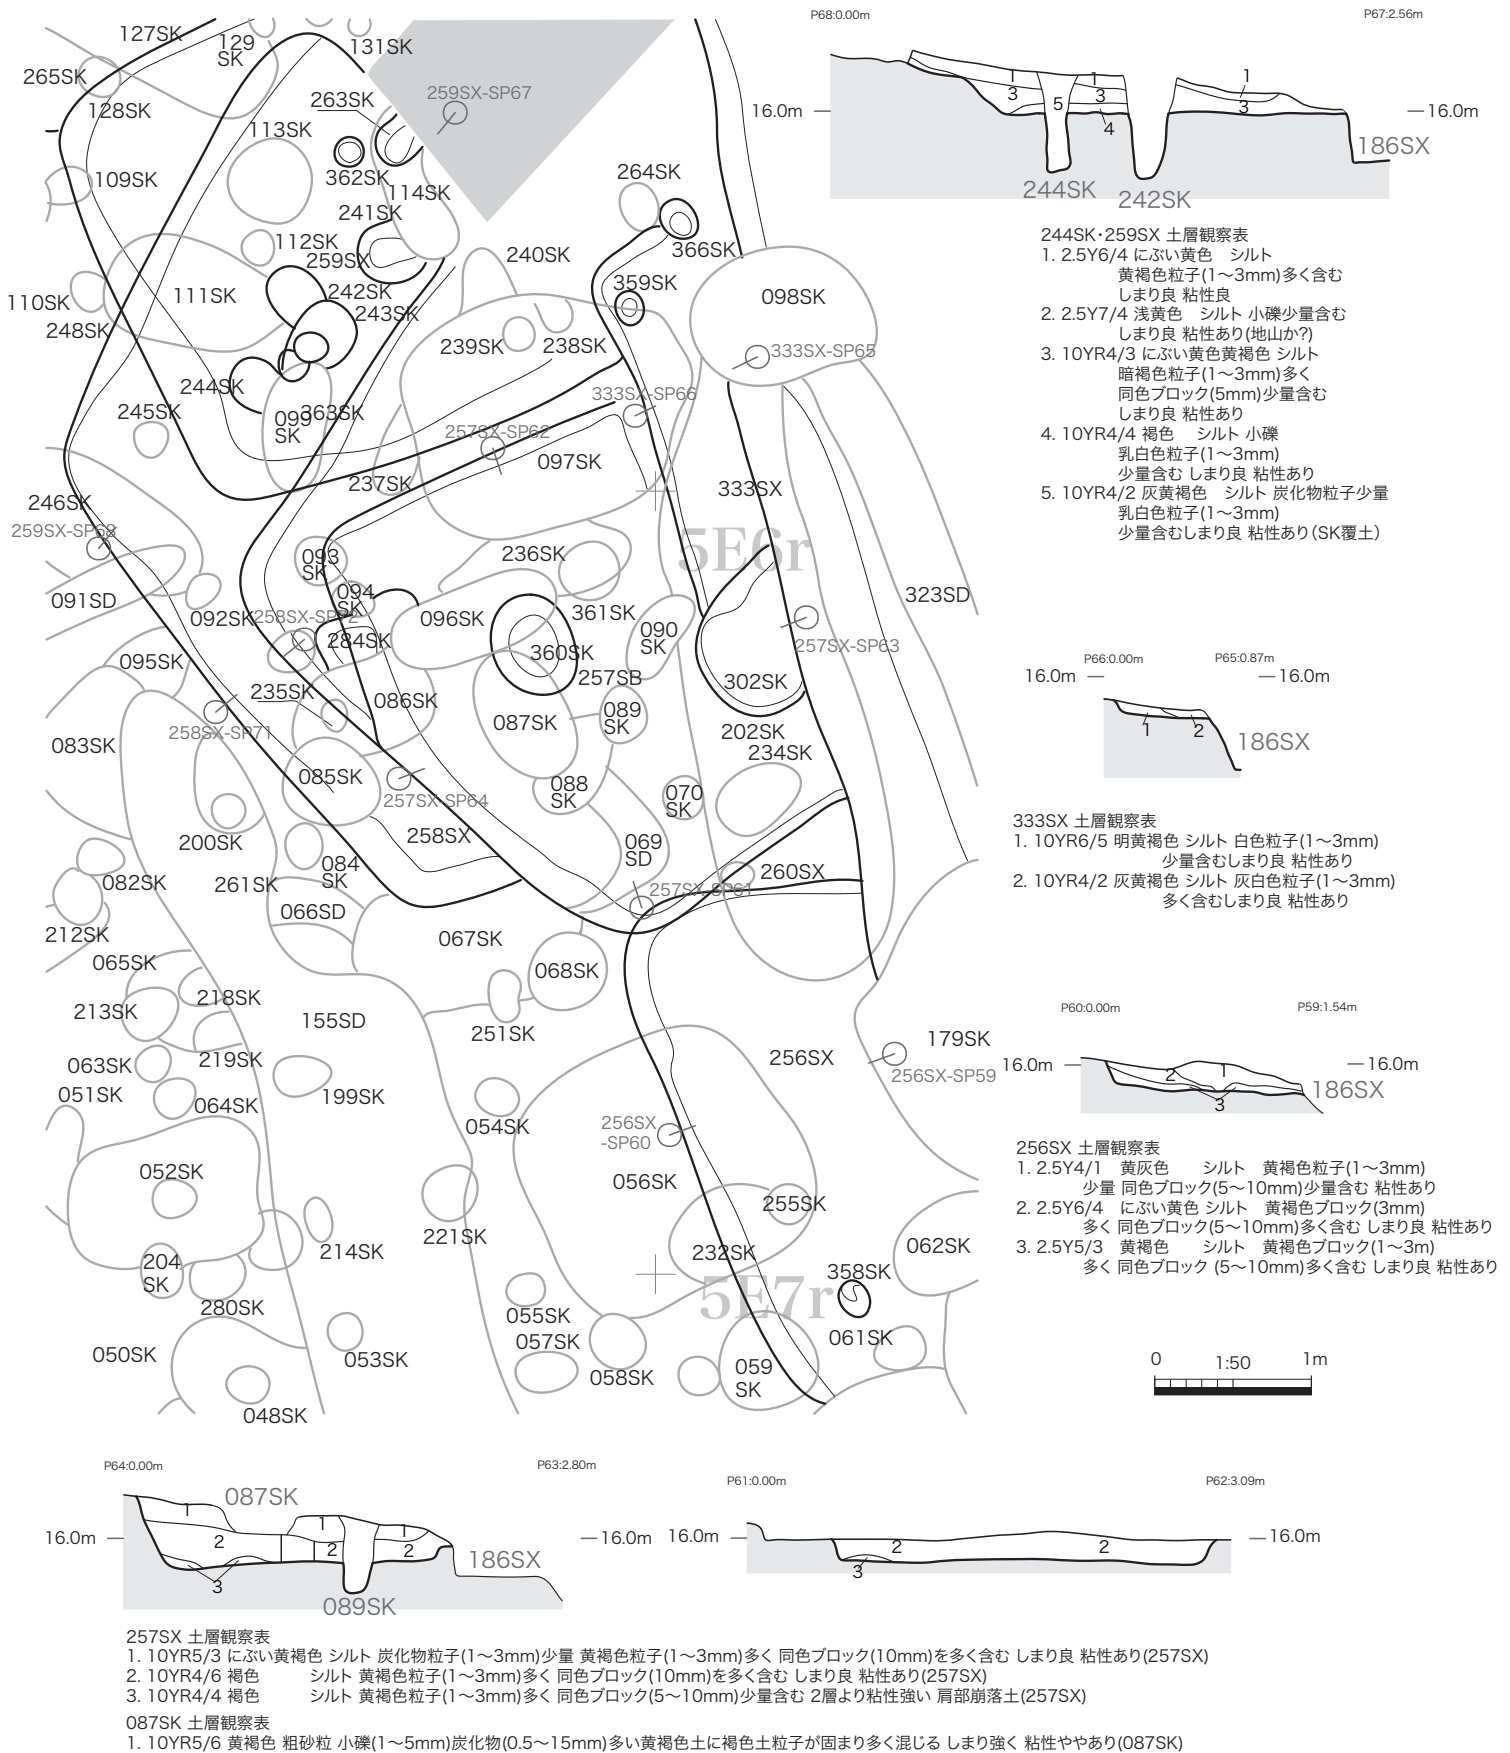 P68:0.00m
P67:2.56m
127SK
129
SK
131SK
265SK
128SK
263SK
259SX-SP67
113SK
362SK
114SK
109SK
241SK
264SK
366SK
112SK
259SX
240SK
359SK
110SK
111SK
242SK
243SK
098SK
248SK
239SK
238SK
333SX-SP65
244SK
333SX-SP66
245SK
099
SK
363SK
257SX-SP62
097SK
237SK
333SX
246SK
259SX-SP68
5E6r
093
SK
236SK
091SD
094
SK
323SD
092SK
258SX-SP72
096SK
361SK
090
SK
284SK
257SX-SP63
095SK
360SK
257SB
302SK
235SK
086SK
087SK
089
SK
202SK
258SX-SP71
083SK
234SK
085SK
088
SK
070
SK
257SX-SP64
200SK
258SX
069
SD
084
SK
082SK
261SK
260SX
257SX-SP61
066SD
212SK
067SK
065SK
068SK
218SK
213SK
155SD
251SK
179SK
219SK
256SX
063SK
256SX-SP59
051SK
064SK
199SK
054SK
256SX
-SP60
052SK
056SK
255SK
221SK
214SK
232SK
062SK
204
SK
358SK
5E7r
280SK
055SK
057SK
061SK
050SK
053SK
058SK
059
SK
048SK
1
1
1
3
5
3
3
4
16.0m
16.0m
186SX
244SK
242SK
244SK・259SX 土層観察表
1. 2.5Y6/4 にぶい黄色 シルト
黄褐色粒子(1〜3mm)多く含む
しまり良 粘性良
2. 2.5Y7/4 浅黄色 シルト 小礫少量含む
しまり良 粘性あり(地山か?)
3. 10YR4/3 にぶい黄色黄褐色 シルト
暗褐色粒子(1〜3mm)多く
同色ブロック(5mm)少量含む
しまり良 粘性あり
4. 10YR4/4 褐色 シルト 小礫
乳白色粒子(1〜3mm)
少量含む しまり良 粘性あり
5. 10YR4/2 灰黄褐色 シルト 炭化物粒子少量
乳白色粒子(1〜3mm)
少量含むしまり良 粘性あり(SK覆土)
P66:0.00m
P65:0.87m
16.0m
16.0m
1
2
186SX
333SX 土層観察表
1. 10YR6/5 明黄褐色 シルト 白色粒子(1〜3mm)
少量含むしまり良 粘性あり
2. 10YR4/2 灰黄褐色 シルト 灰白色粒子(1〜3mm)
多く含むしまり良 粘性あり
P60:0.00m
P59:1.54m
16.0m
16.0m
2
1
3
186SX
256SX 土層観察表
1. 2.5Y4/1 黄灰色 シルト 黄褐色粒子(1〜3mm)
少量 同色ブロック(5〜10mm)少量含む 粘性あり
2. 2.5Y6/4 にぶい黄色 シルト 黄褐色ブロック(3mm)
多く 同色ブロック(5〜10mm)多く含む しまり良 粘性あり
3. 2.5Y5/3 黄褐色 シルト 黄褐色ブロック(1〜3m)
多く 同色ブロック (5〜10mm)多く含む しまり良 粘性あり
0
1:50
1m
P64:0.00m
P63:2.80m
087SK
1
1
1
16.0m
16.0m
2
2
2
3
186SX
089SK
P61:0.00m
P62:3.09m
16.0m
16.0m
2
2
3
257SX 土層観察表
1. 10YR5/3 にぶい黄褐色 シルト 炭化物粒子(1〜3mm)少量 黄褐色粒子(1〜3mm)多く 同色ブロック(10mm)を多く含む しまり良 粘性あり(257SX)
2. 10YR4/6 褐色 シルト 黄褐色粒子(1〜3mm)多く 同色ブロック(10mm)を多く含む しまり良 粘性あり(257SX)
3. 10YR4/4 褐色 シルト 黄褐色粒子(1〜3mm)多く 同色ブロック(5〜10mm)少量含む 2層より粘性強い 肩部崩落土(257SX)
087SK 土層観察表
1. 10YR5/6 黄褐色 粗砂粒 小礫(1〜5mm)炭化物(0.5〜15mm)多い黄褐色土に褐色土粒子が固まり多く混じる しまり強く 粘性ややあり(087SK)